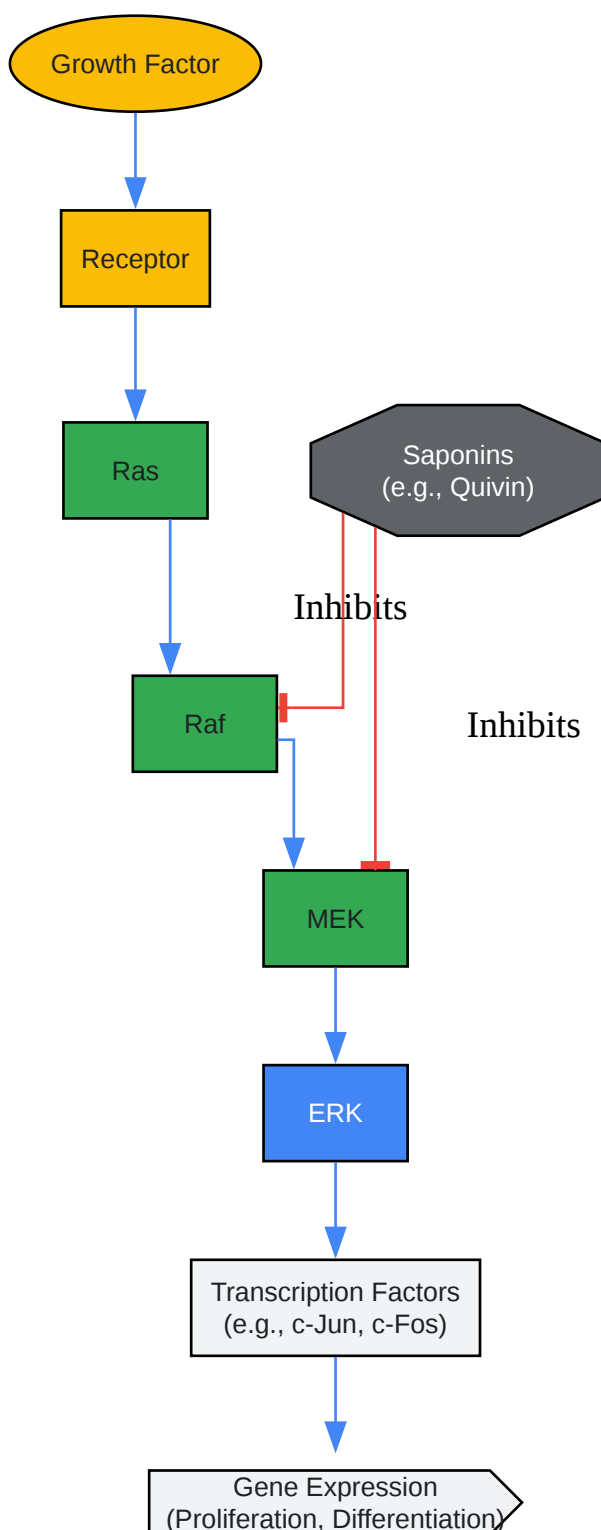 Growth Factor
Receptor
Ras
Saponins
(e.g., Quivin)
Inhibits
Raf
Inhibits
MEK
ERK
Transcription Factors
(e.g., c-Jun, c-Fos)
Gene Expression
(Proliferation, Differentiation)